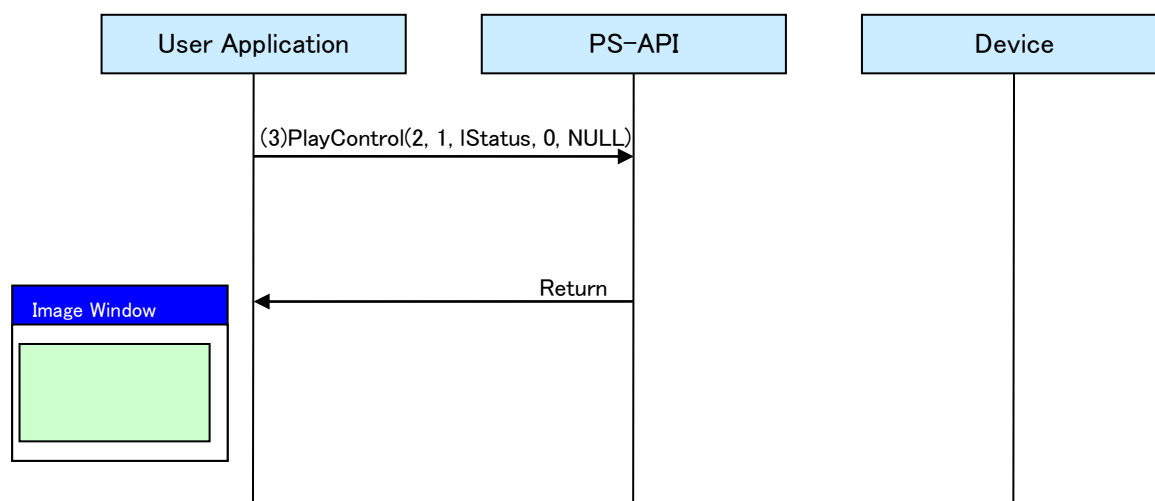 User Application
PS-API
Device
(3)PlayControl(2, 1, lStatus, 0, NULL)
Return
Image Window